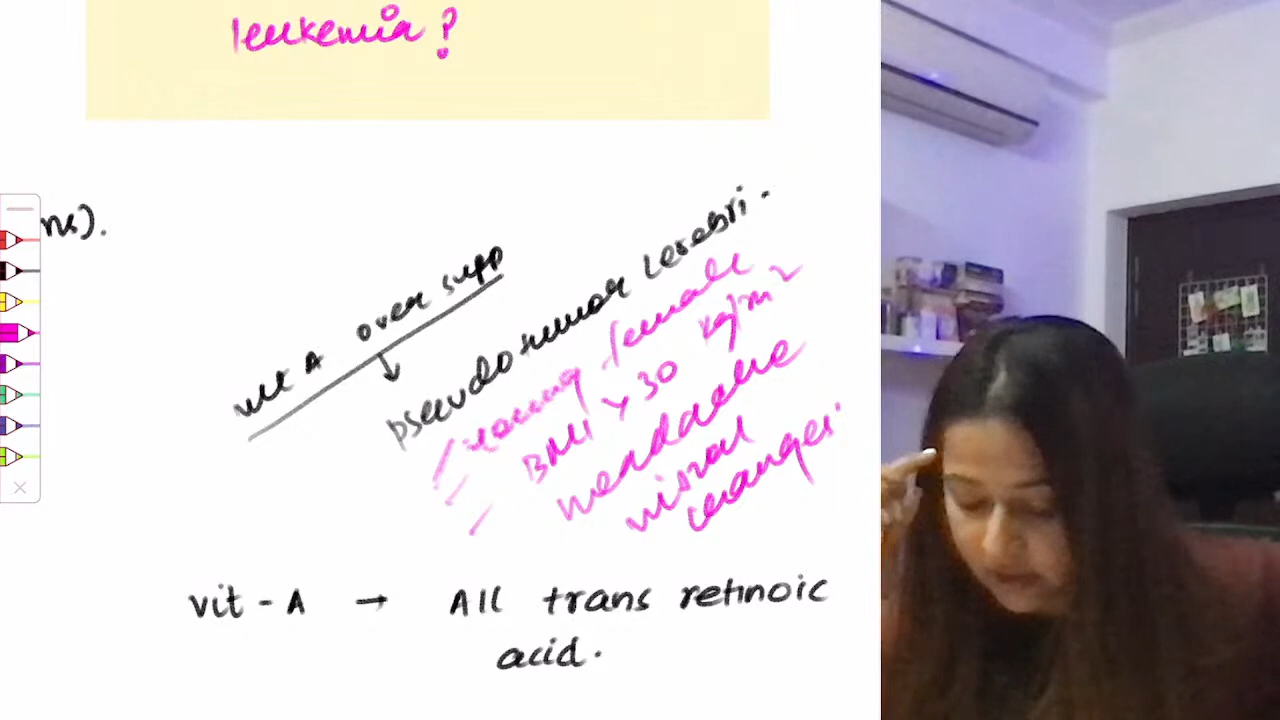 leukemia?
ns).
vit A over supp
pseudotumor cerebri.
young female
BMI > 30 kg/m²
headache
visual
changes
vit - A → All trans retinoic
acid.